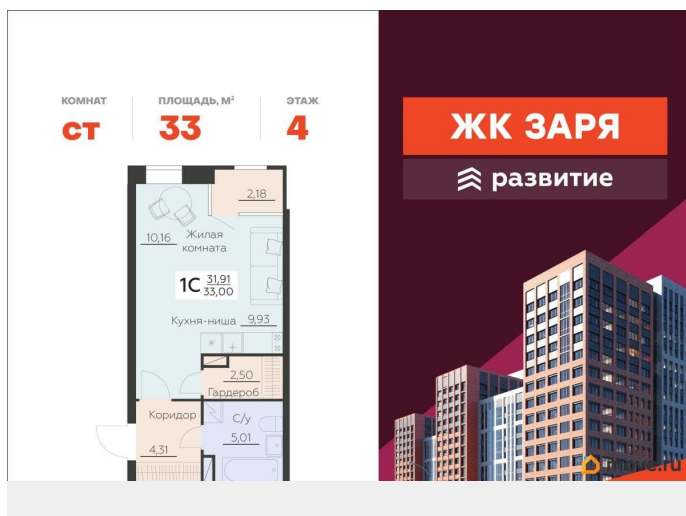 КОМНАТ
ПЛОЩАДЬ, М²
ЭТАЖ
СТ
33
4
ЖК ЗАРЯ
развитие
2,18
10,16
Жилая
комната
1С
31,91
33,00
Кухня-ниша
9,93
2,50
Гардероб
Коридор
С/у
5,01
4,31